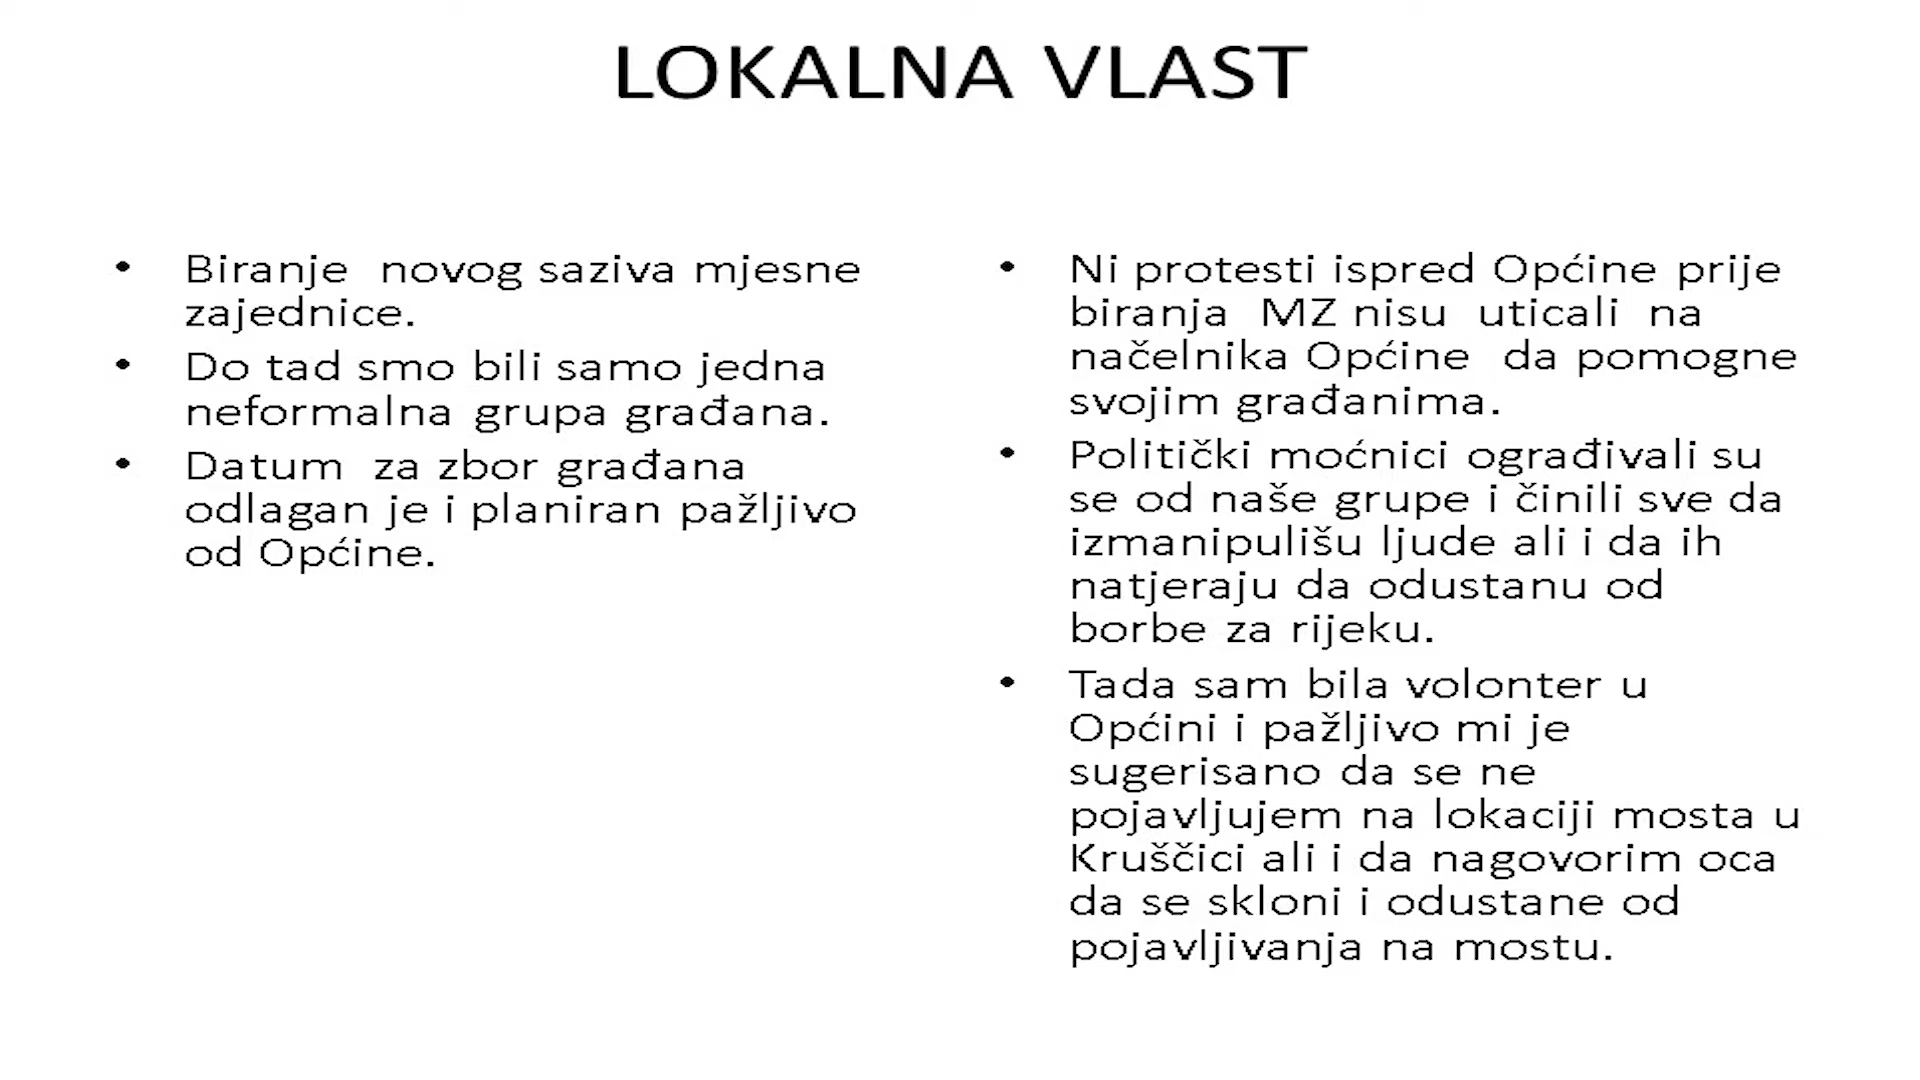 LOKALNA VLAST
• Biranje novog saziva mjesne
zajednice.
• Do tad smo bili samo jedna
neformalna grupa građana.
• Datum za zbor građana
odlagan je i planiran pažljivo
od Općine.
• Ni protesti ispred Općine prije
biranja MZ nisu uticali na
načelnika Općine da pomogne
svojim građanima.
• Politički moćnici ograđivali su
se od naše grupe i činili sve da
izmanipulišu ljude ali i da ih
natjeraju da odustanu od
borbe za rijeku.
• Tada sam bila volonter u
Općini i pažljivo mi je
sugerisano da se ne
pojavljujem na lokaciji mosta u
Kruščici ali i da nagovorim oca
da se skloni i odustane od
pojavljivanja na mostu.